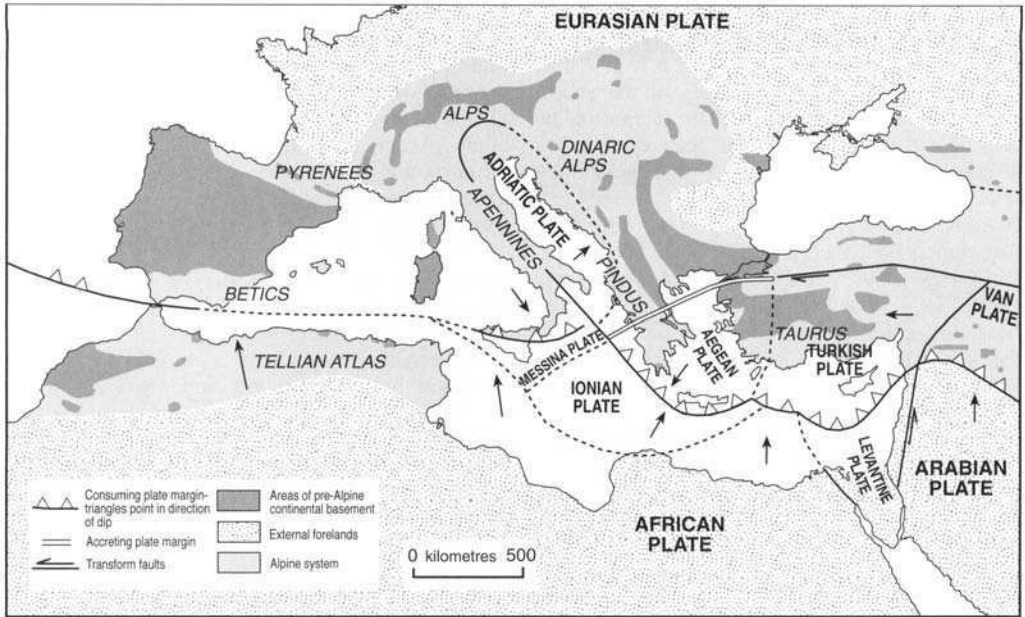 EURASIAN PLATE
ALPS
DINARIC
ALPS
PYRENEES
ADRIATIC PLATE
APENNINES
PINDUS
BETICS
TELLIAN ATLAS
MESSINA PLATE
IONIAN
PLATE
AEGEAN
PLATE
TAURUS
TURKISH
PLATE
VAN
PLATE
LEVANTINE
PLATE
ARABIAN
PLATE
AFRICAN
PLATE
Consuming plate margin-
triangles point in direction
of dip
Accreting plate margin
Transform faults
Areas of pre-Alpine
continental basement
External forelands
Alpine system
0 kilometres 500